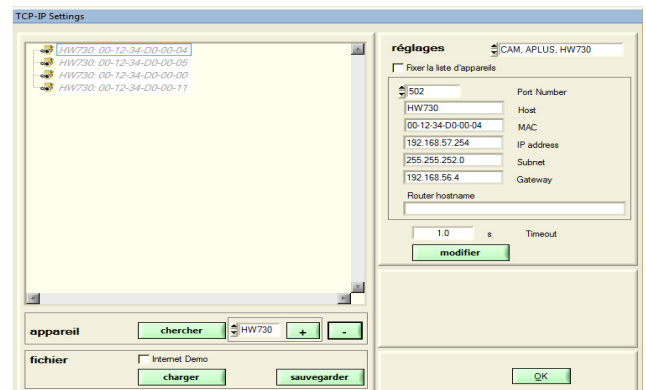 TCP-IP Settings
HW730: 00-12-34-D0-00-04
HW730: 00-12-34-D0-00-05
HW730: 00-12-34-D0-00-00
HW730: 00-12-34-D0-00-11
appareil
chercher
HW730
+
-
fichier
Internet Demo
charger
sauvegarder
réglages
CAM, APLUS, HW730
Fixer la liste d'appareils
502 Port Number
HW730 Host
00-12-34-D0-00-04 MAC
192.168.57.254 IP address
255.255.252.0 Subnet
192.168.56.4 Gateway
Router hostname
1.0 s Timeout
modifier
OK